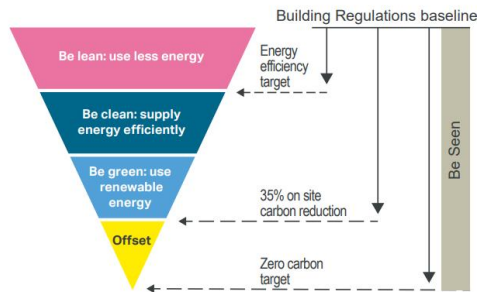 Building Regulations baseline
Be lean: use less energy
Energy
efficiency
target
Be clean: supply
energy efficiently
Be green: use
renewable
energy
35% on site
carbon reduction
Offset
Zero carbon
target
Be Seen